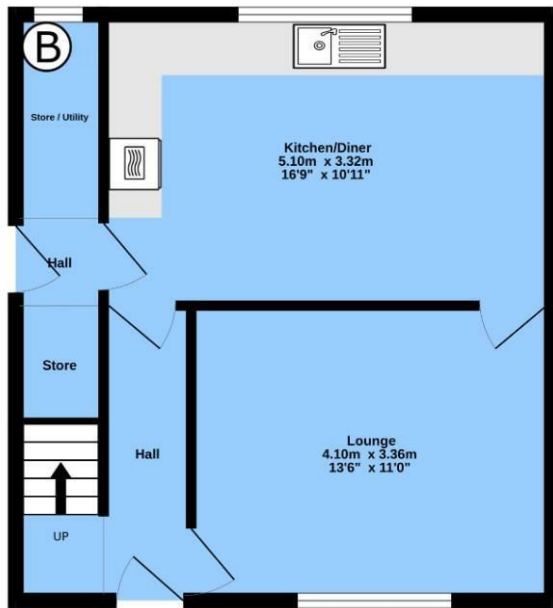 B
Store / Utility
Kitchen/Diner
5.10m x 3.32m
16'9" x 10'11"
Hall
Store
Lounge
4.10m x 3.36m
13'6" x 11'0"
Hall
UP